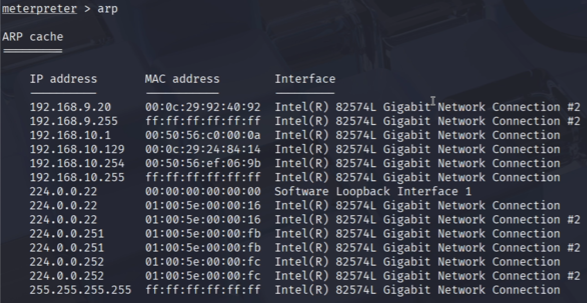 meterpreter > arp
ARP cache
IP address MAC address Interface
192.168.9.20 00:0c:29:92:40:92 Intel(R) 82574L Gigabit Network Connection #2
192.168.9.255 ff:ff:ff:ff:ff:ff Intel(R) 82574L Gigabit Network Connection #2
192.168.10.1 00:50:56:c0:00:0a Intel(R) 82574L Gigabit Network Connection
192.168.10.129 00:0c:29:24:84:14 Intel(R) 82574L Gigabit Network Connection
192.168.10.254 00:50:56:ef:06:9b Intel(R) 82574L Gigabit Network Connection
192.168.10.255 ff:ff:ff:ff:ff:ff Intel(R) 82574L Gigabit Network Connection
224.0.0.22 00:00:00:00:00:00 Software Loopback Interface 1
224.0.0.22 01:00:5e:00:00:16 Intel(R) 82574L Gigabit Network Connection
224.0.0.22 01:00:5e:00:00:16 Intel(R) 82574L Gigabit Network Connection #2
224.0.0.251 01:00:5e:00:00:fb Intel(R) 82574L Gigabit Network Connection
224.0.0.251 01:00:5e:00:00:fb Intel(R) 82574L Gigabit Network Connection #2
224.0.0.252 01:00:5e:00:00:fc Intel(R) 82574L Gigabit Network Connection
224.0.0.252 01:00:5e:00:00:fc Intel(R) 82574L Gigabit Network Connection #2
255.255.255.255 ff:ff:ff:ff:ff:ff Intel(R) 82574L Gigabit Network Connection